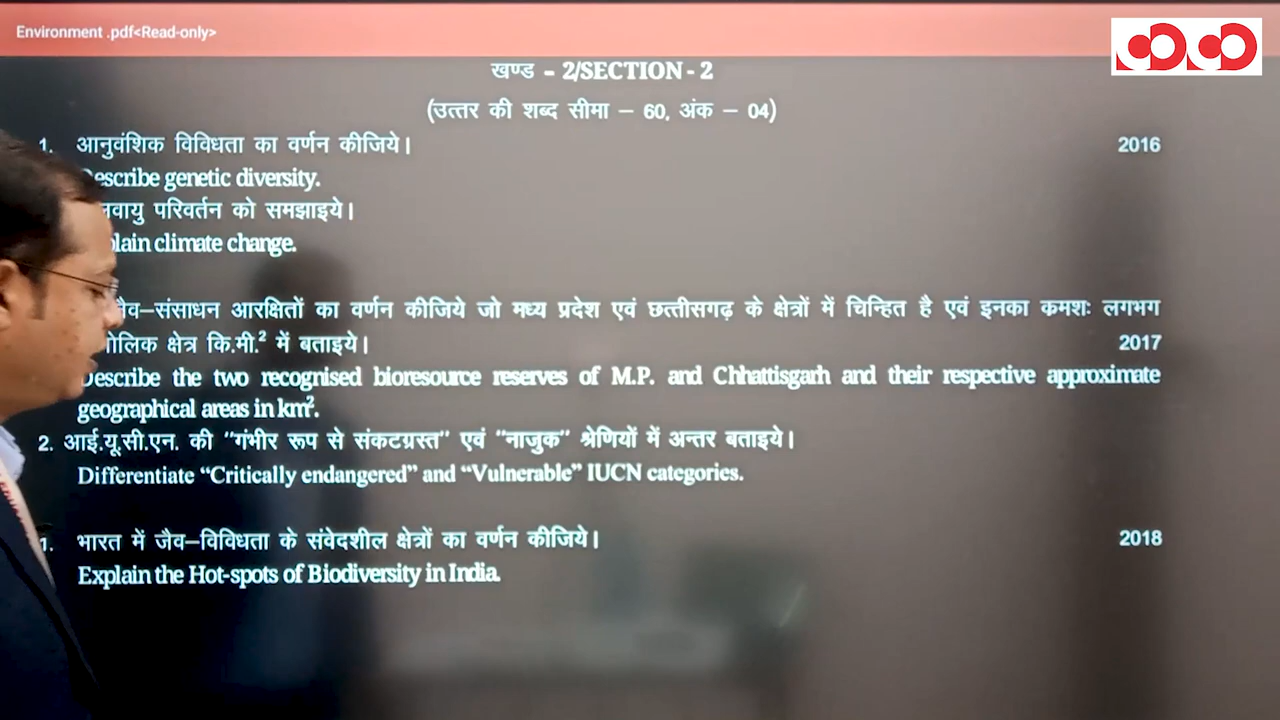 Environment .pdf<Read-only>
खण्ड - 2/SECTION - 2
(उत्तर की शब्द सीमा – 60, अंक – 04)
1. आनुवंशिक विविधता का वर्णन कीजिये। 2016
Describe genetic diversity.
परिवर्तन को समझाइये।
climate change.
आरक्षितों का वर्णन कीजिये जो मध्य प्रदेश एवं छत्तीसगढ़ के क्षेत्रों में चिन्हित है एवं इनका क्रमशः लगभग
क्षेत्र कि.मी.² में बताइये। 2017
Describe the two recognised bioresource reserves of M.P. and Chhattisgarh and their respective approximate
geographical areas in km².
2. आई.यू.सी.एन. की "गंभीर रूप से संकटग्रस्त" एवं "नाजुक" श्रेणियों में अन्तर बताइये।
Differentiate "Critically endangered" and "Vulnerable" IUCN categories.
1. भारत में जैव–विविधता के संवेदशील क्षेत्रों का वर्णन कीजिये। 2018
Explain the Hot-spots of Biodiversity in India.